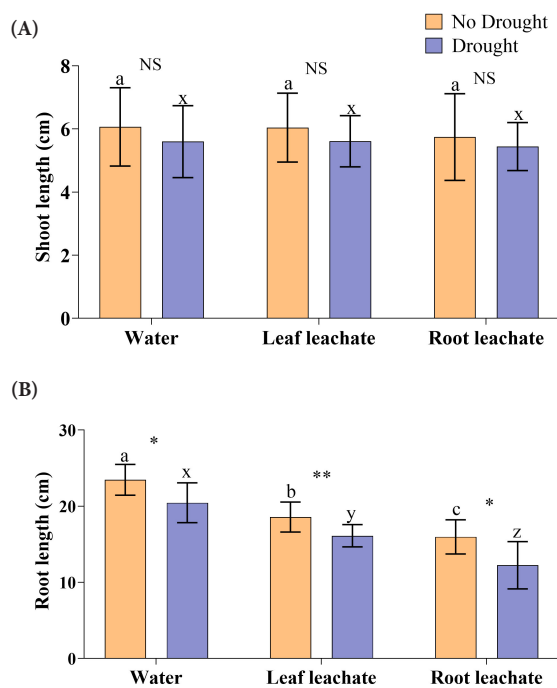 (A)
No Drought
Drought
Shoot length (cm)
8
6
4
2
0
a NS x
a NS x
a NS x
Water Leaf leachate Root leachate
(B)
Root length (cm)
30
20
10
0
a * x
b ** y
c * z
Water Leaf leachate Root leachate